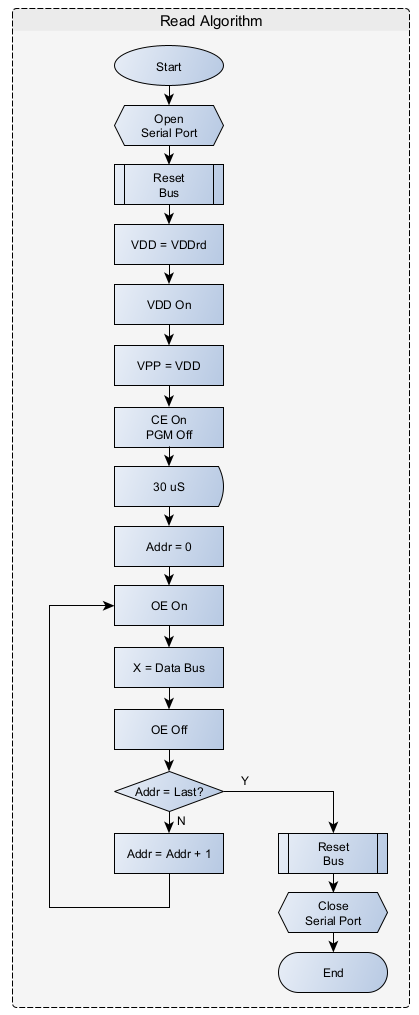 Read Algorithm
Start
Open
Serial Port
Reset
Bus
VDD = VDDrd
VDD On
VPP = VDD
CE On
PGM Off
30 uS
Addr = 0
OE On
X = Data Bus
OE Off
Addr = Last?
Y
N
Addr = Addr + 1
Reset
Bus
Close
Serial Port
End